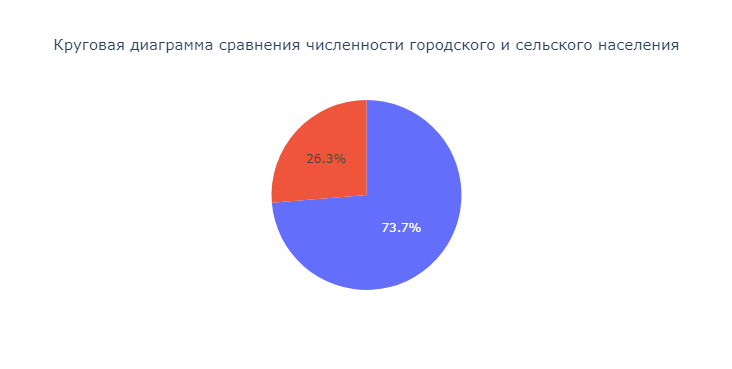 Круговая диаграмма сравнения численности городского и сельского населения
26.3%
73.7%